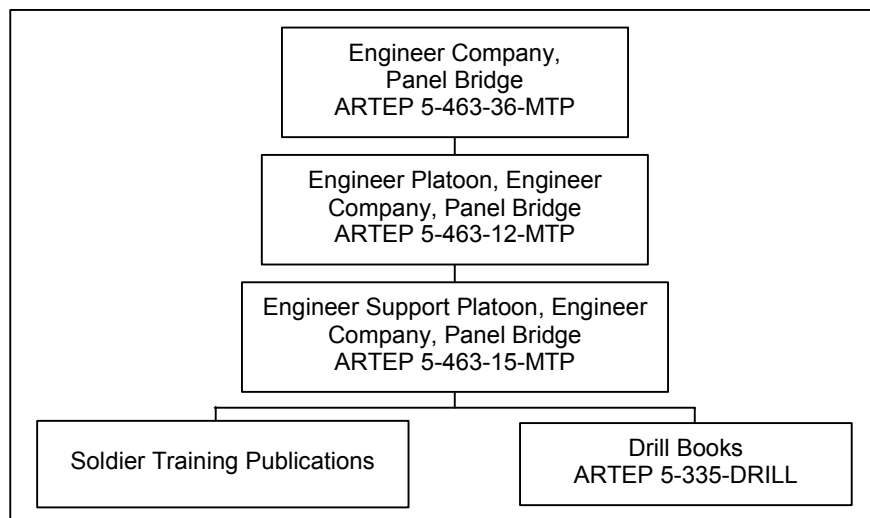 Engineer Company,
Panel Bridge
ARTEP 5-463-36-MTP
Engineer Platoon, Engineer
Company, Panel Bridge
ARTEP 5-463-12-MTP
Engineer Support Platoon, Engineer
Company, Panel Bridge
ARTEP 5-463-15-MTP
Soldier Training Publications
Drill Books
ARTEP 5-335-DRILL